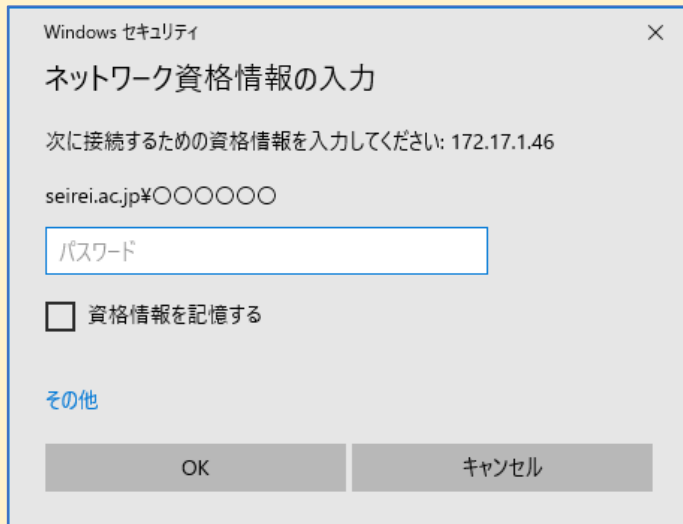 Windows セキュリティ
ネットワーク資格情報の入力
次に接続するための資格情報を入力してください: 172.17.1.46
seirei.ac.jp¥〇〇〇〇〇〇
パスワード
資格情報を記憶する
その他
OK
キャンセル